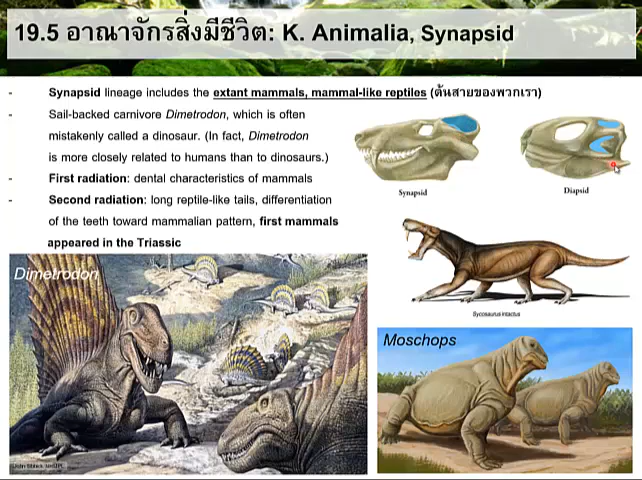 19.5 อาณาจักรสิ่งมีชีวิต: K. Animalia, Synapsid
- Synapsid lineage includes the extant mammals, mammal-like reptiles (ต้นสายของพวกเรา)
- Sail-backed carnivore Dimetrodon, which is often
mistakenly called a dinosaur. (In fact, Dimetrodon
is more closely related to humans than to dinosaurs.)
- First radiation: dental characteristics of mammals
- Second radiation: long reptile-like tails, differentiation
of the teeth toward mammalian pattern, first mammals
appeared in the Triassic
Synapsid
Diapsid
Sycosaurus intactus
Dimetrodon
Moschops